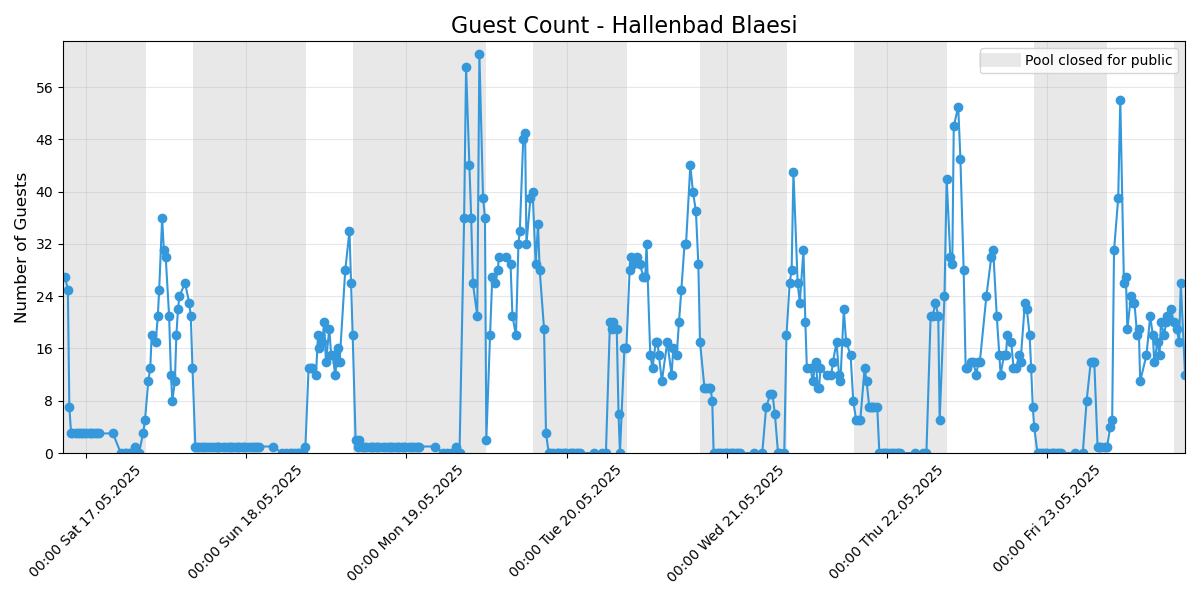 Guest Count - Hallenbad Blaesi
Pool closed for public
Number of Guests
56
48
40
32
24
16
8
0
00:00 Sat 17.05.2025
00:00 Sun 18.05.2025
00:00 Mon 19.05.2025
00:00 Tue 20.05.2025
00:00 Wed 21.05.2025
00:00 Thu 22.05.2025
00:00 Fri 23.05.2025